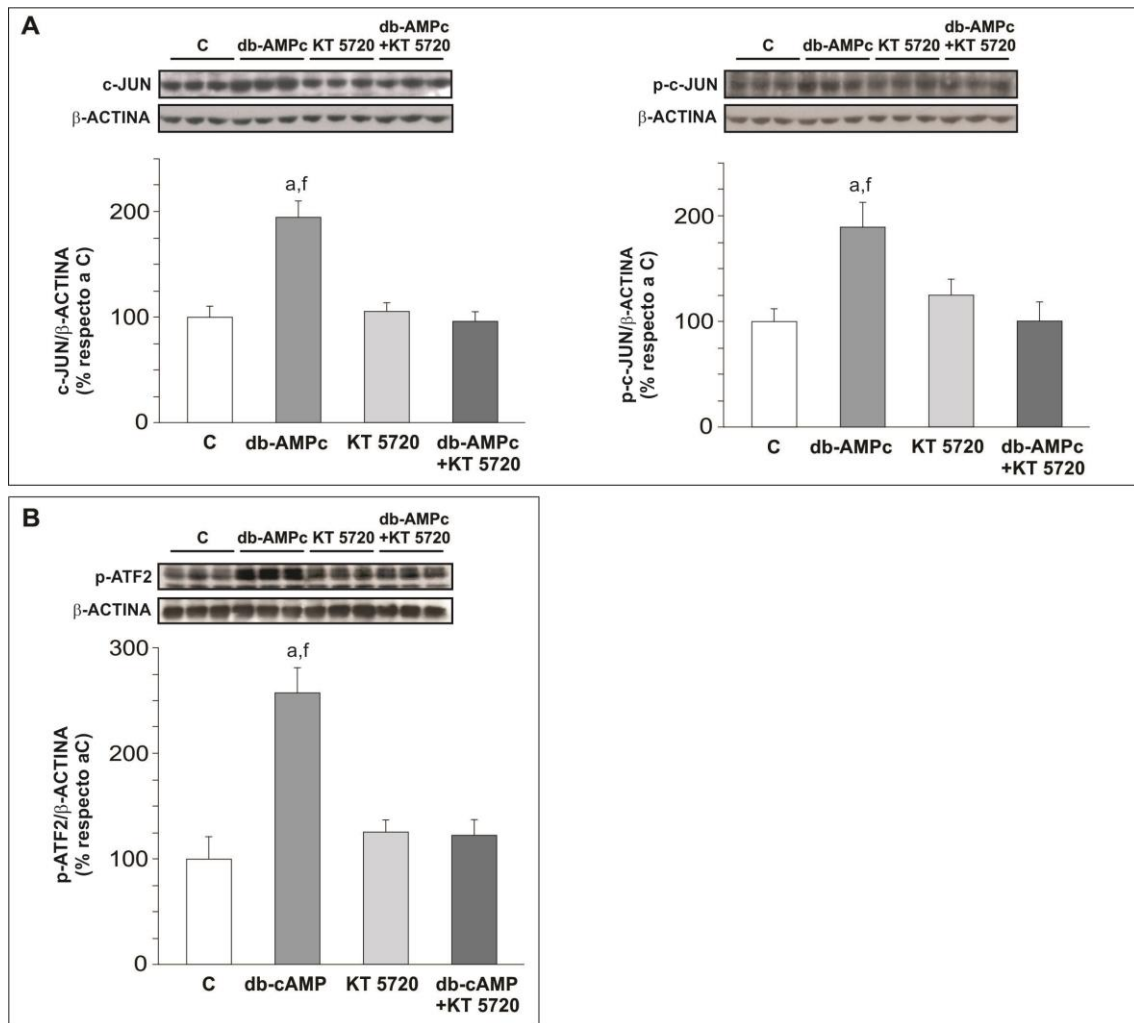 A
C db-AMPc KT 5720 db-AMPc
+KT 5720
c-JUN
β-ACTINA
c-JUN/β-ACTINA
(% respecto a C)
200
100
0
a,f
C db-AMPc KT 5720 db-AMPc
+KT 5720
C db-AMPc KT 5720 db-AMPc
+KT 5720
p-c-JUN
β-ACTINA
p-c-JUN/β-ACTINA
(% respecto a C)
200
100
0
a,f
C db-AMPc KT 5720 db-AMPc
+KT 5720
B
C db-AMPc KT 5720 db-AMPc
+KT 5720
p-ATF2
β-ACTINA
p-ATF2/β-ACTINA
(% respecto aC)
300
200
100
0
a,f
C db-cAMP KT 5720 db-cAMP
+KT 5720